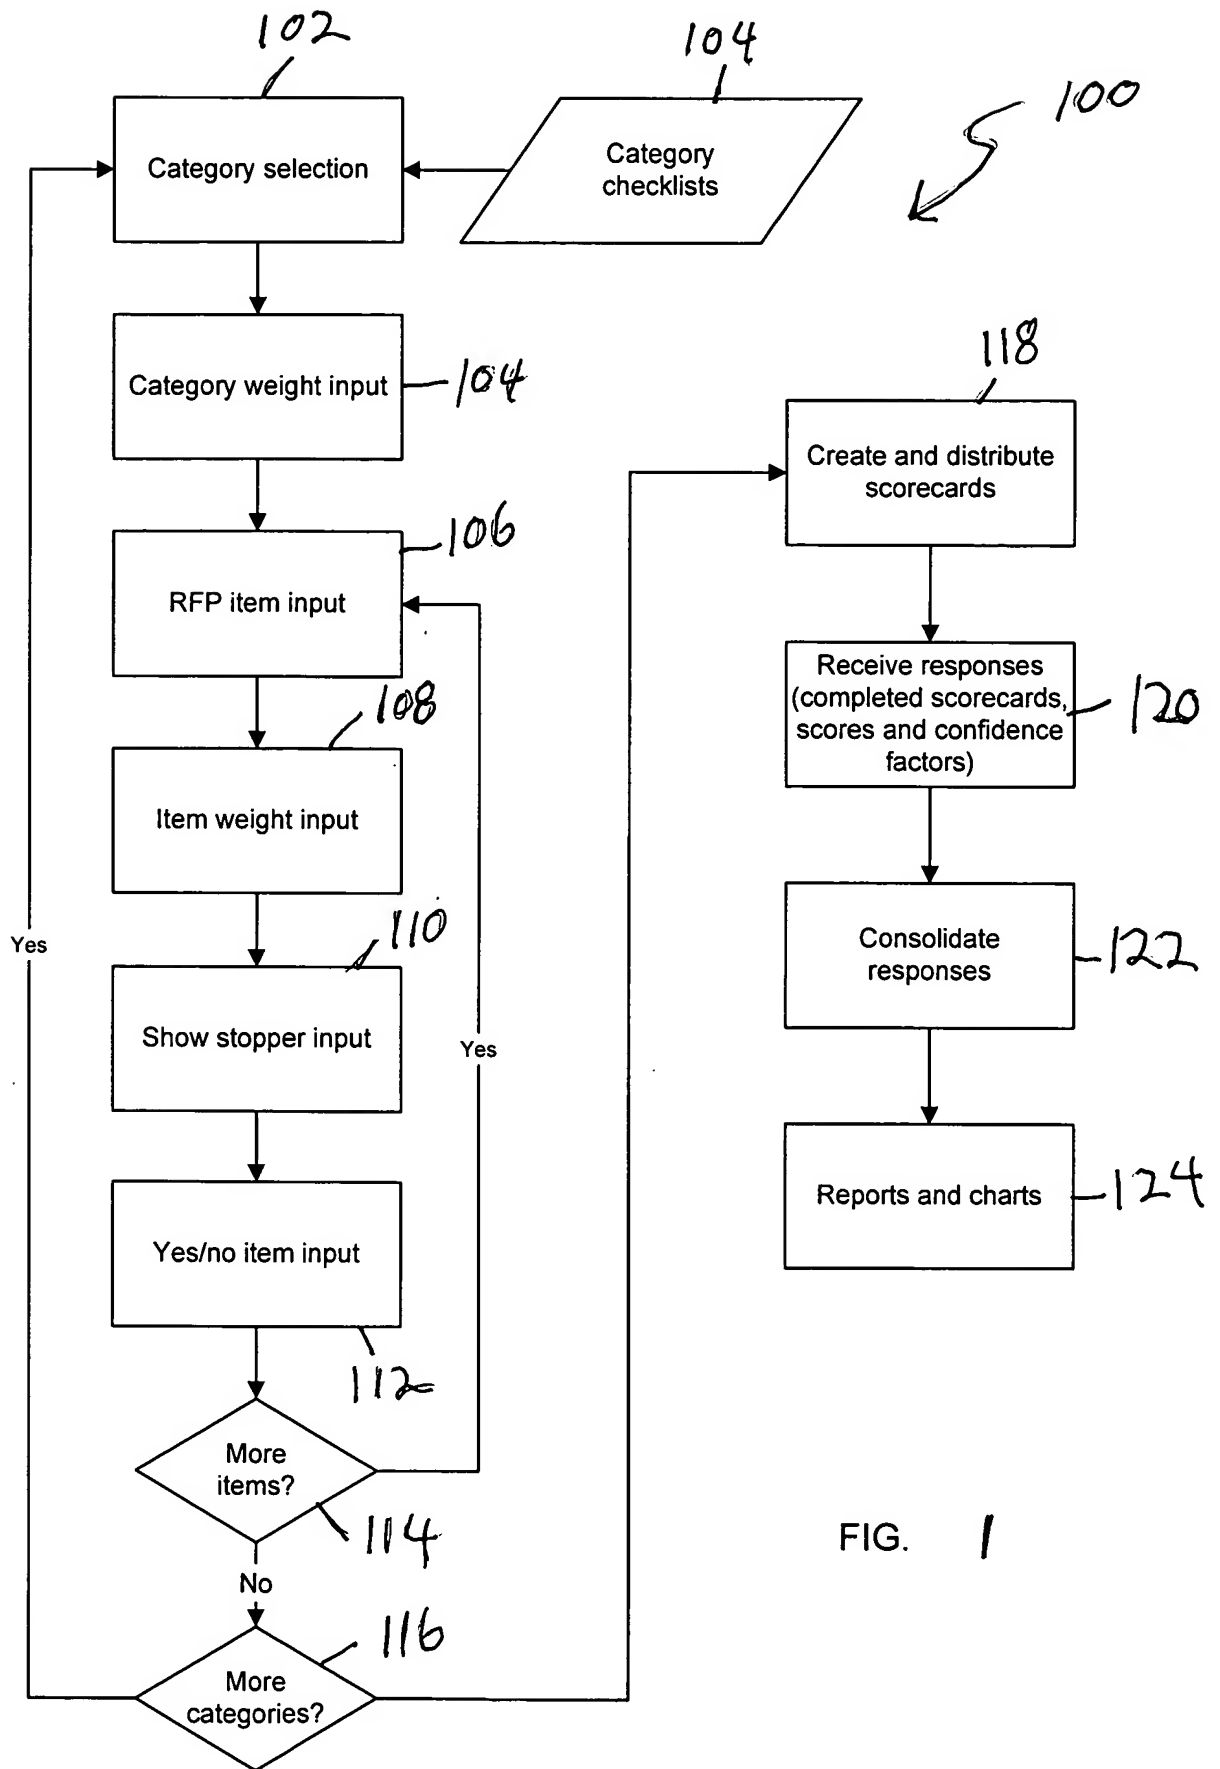 102
104
100
Category selection
Category
checklists
Category weight input
104
118
Create and distribute
scorecards
106
RFP item input
108
Receive responses
(completed scorecards,
scores and confidence
factors)
120
Item weight input
110
Yes
Consolidate
responses
122
Show stopper input
Yes
Reports and charts
124
Yes/no item input
112
More
items?
114
FIG. 1
No
116
More
categories?